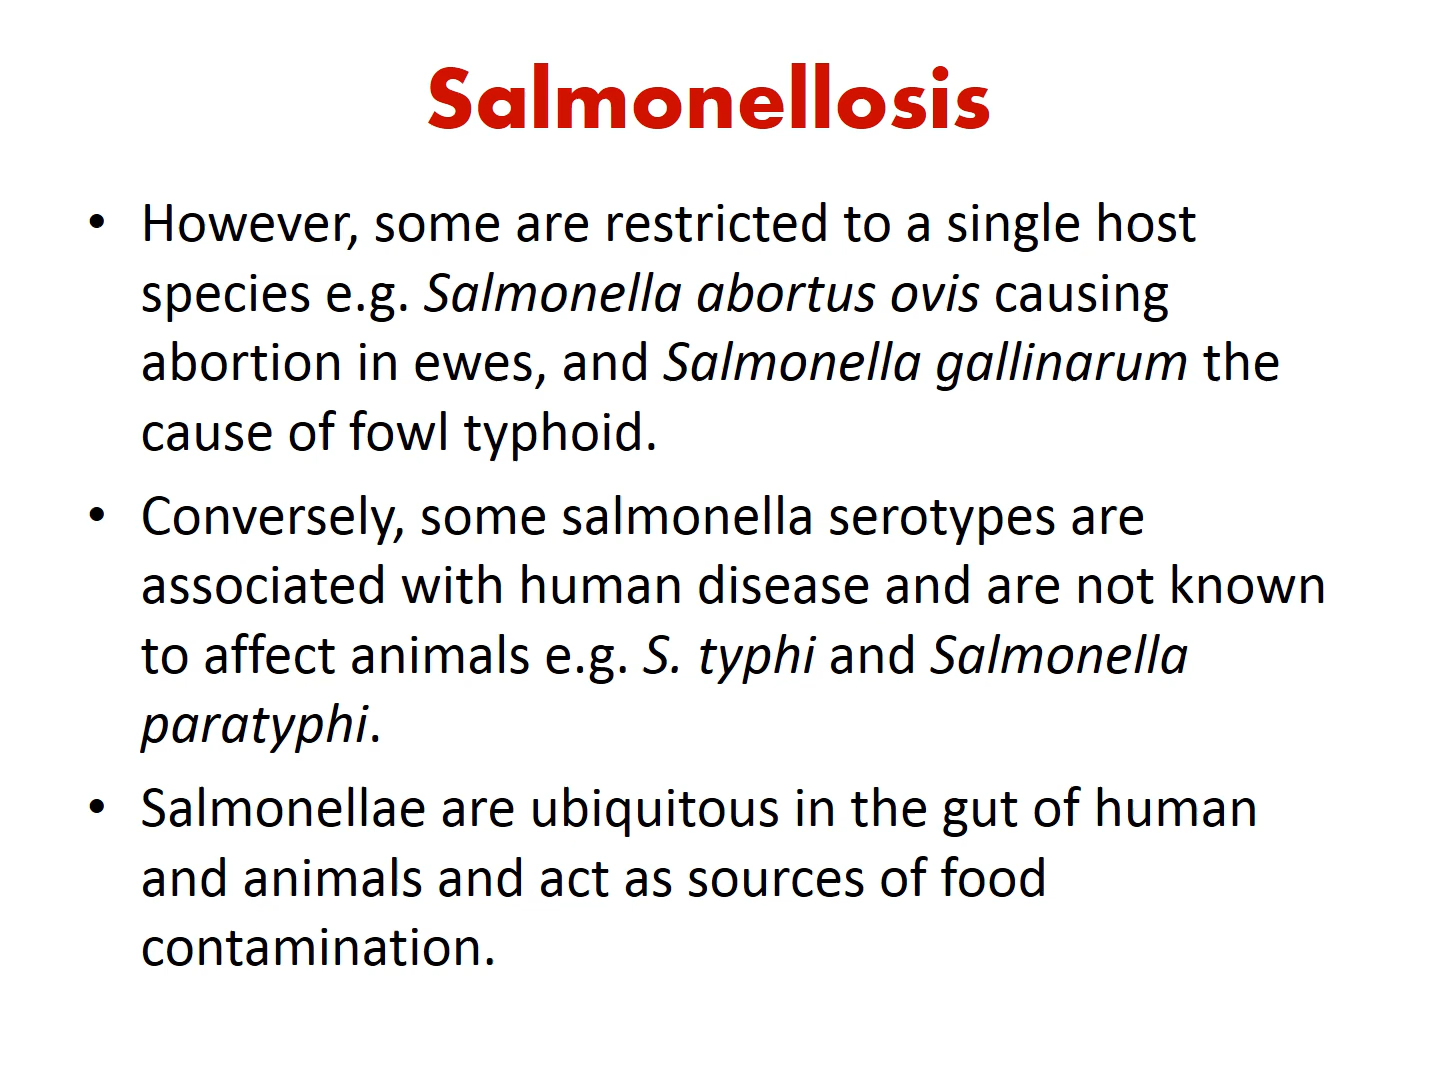 Salmonellosis
• However, some are restricted to a single host
species e.g. Salmonella abortus ovis causing
abortion in ewes, and Salmonella gallinarum the
cause of fowl typhoid.
• Conversely, some salmonella serotypes are
associated with human disease and are not known
to affect animals e.g. S. typhi and Salmonella
paratyphi.
• Salmonellae are ubiquitous in the gut of human
and animals and act as sources of food
contamination.